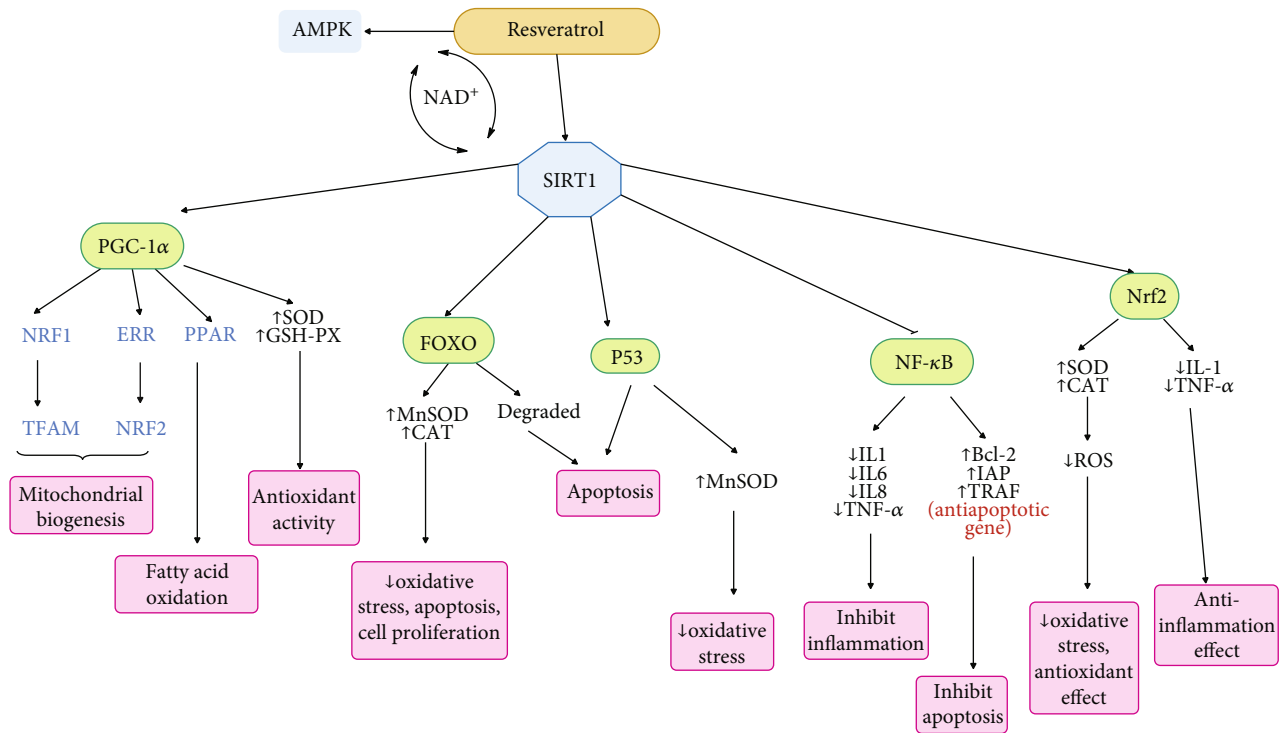 AMPK
Resveratrol
NAD⁺
SIRT1
PGC-1α
NRF1
ERR
PPAR
↑SOD
↑GSH-PX
TFAM
NRF2
Mitochondrial
biogenesis
Antioxidant
activity
Fatty acid
oxidation
FOXO
↑MnSOD
↑CAT
Degraded
↓oxidative
stress, apoptosis,
cell proliferation
P53
Apoptosis
↑MnSOD
↓oxidative
stress
NF-κB
↓IL1
↓IL6
↓IL8
↓TNF-α
↑Bcl-2
↑IAP
↑TRAF
(antiapoptotic
gene)
Inhibit
inflammation
Inhibit
apoptosis
Nrf2
↑SOD
↑CAT
↓IL-1
↓TNF-α
↓ROS
↓oxidative
stress,
antioxidant
effect
Anti-
inflammation
effect